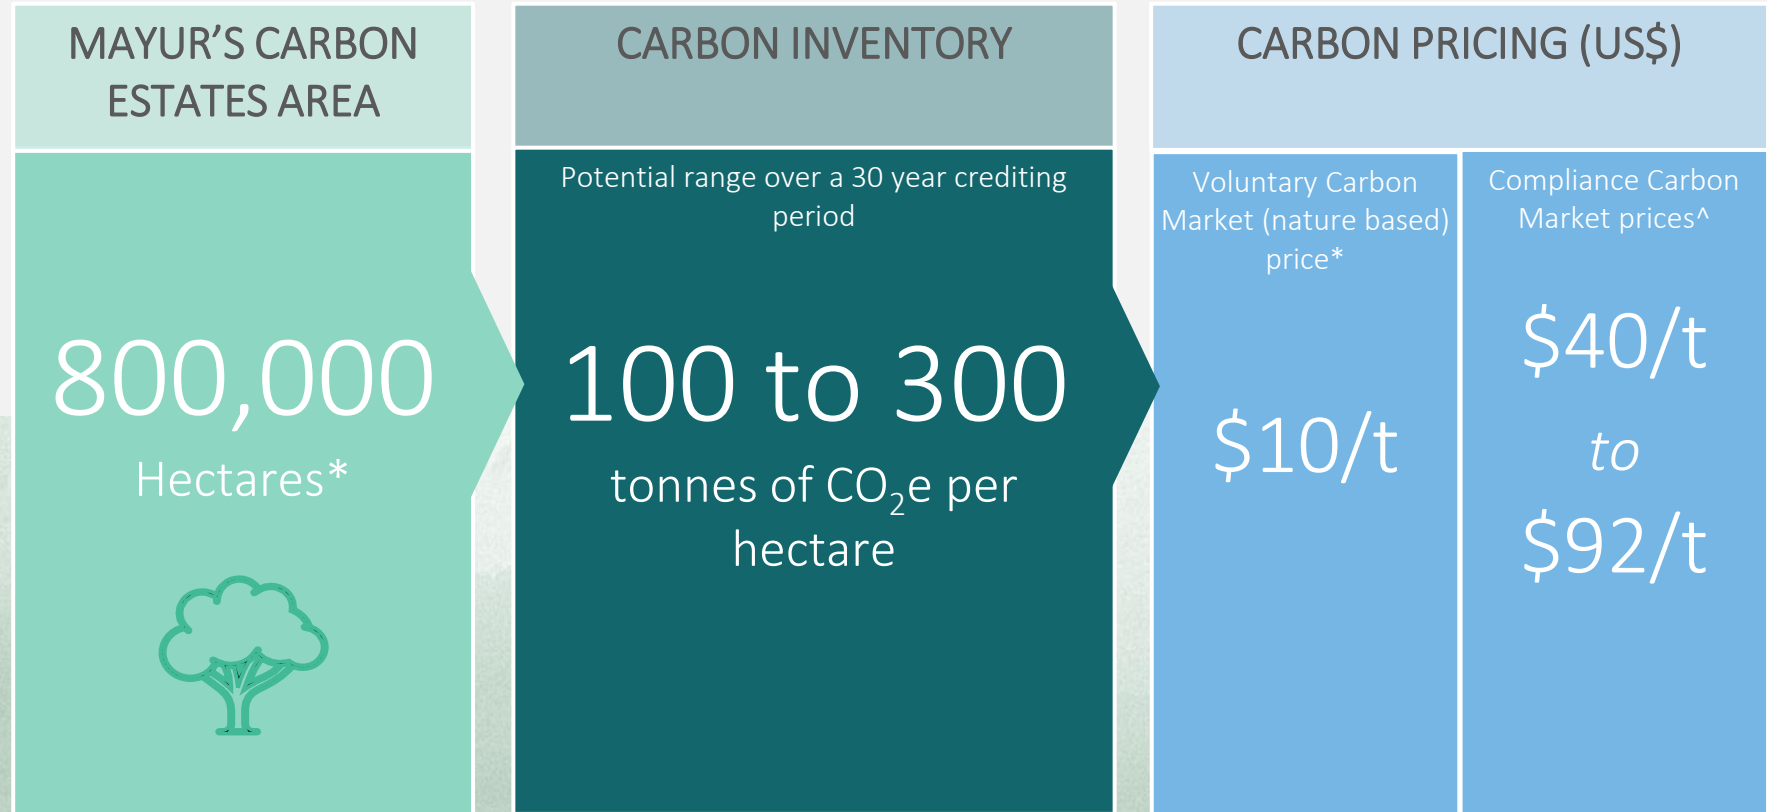 MAYUR'S CARBON
ESTATES AREA
800,000
Hectares*
CARBON INVENTORY
Potential range over a 30 year crediting
period
100 to 300
tonnes of CO₂e per
hectare
CARBON PRICING (US$)
Voluntary Carbon
Market (nature based)
price*
$10/t
Compliance Carbon
Market prices^
$40/t
to
$92/t